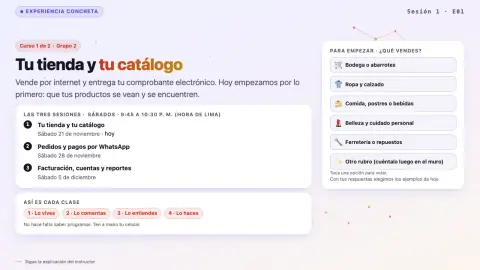 EXPERIENCIA CONCRETA
Sesión 1 · E01
Curso 1 de 2 · Grupo 2
Tu tienda y tu catálogo
Vende por internet y entrega tu comprobante electrónico. Hoy empezamos por lo
primero: que tus productos se vean y se encuentren.
LAS TRES SESIONES · SÁBADOS · 9:45 A 10:30 P. M. (HORA DE LIMA)
1 Tu tienda y tu catálogo
Sábado 21 de noviembre · hoy
2 Pedidos y pagos por WhatsApp
Sábado 28 de noviembre
3 Facturación, cuentas y reportes
Sábado 5 de diciembre
ASÍ ES CADA CLASE
1 · Lo vives 2 · Lo comentas 3 · Lo entiendes 4 · Lo haces
No hace falta saber programar. Ten a mano tu celular.
PARA EMPEZAR · ¿QUÉ VENDES?
Bodega o abarrotes
Ropa y calzado
Comida, postres o bebidas
Belleza y cuidado personal
Ferretería o repuestos
Otro rubro (cuéntalo luego en el muro)
Toca una opción para votar.
Con tus respuestas elegimos los ejemplos de hoy.
Sigue la explicación del instructor